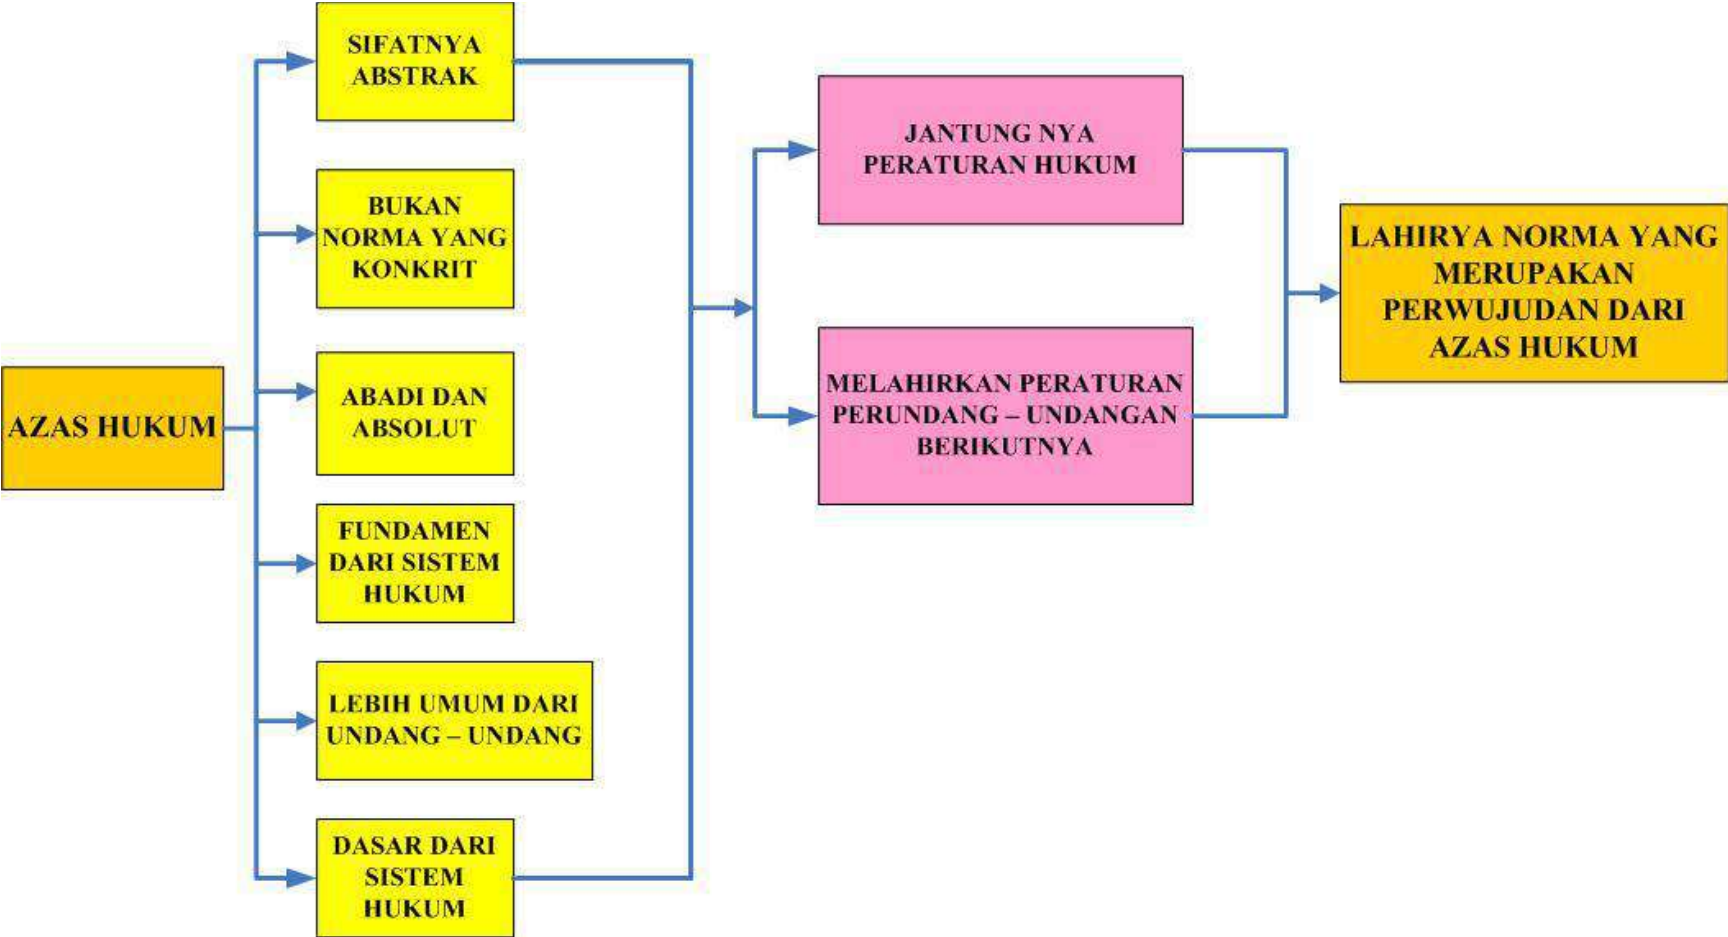 SIFATNYA
ABSTRAK
BUKAN
NORMA YANG
KONKRIT
ABADI DAN
ABSOLUT
AZAS HUKUM
FUNDAMEN
DARI SISTEM
HUKUM
LEBIH UMUM DARI
UNDANG – UNDANG
DASAR DARI
SISTEM
HUKUM
JANTUNG NYA
PERATURAN HUKUM
MELAHIRKAN PERATURAN
PERUNDANG – UNDANGAN
BERIKUTNYA
LAHIRYA NORMA YANG
MERUPAKAN
PERWUJUDAN DARI
AZAS HUKUM